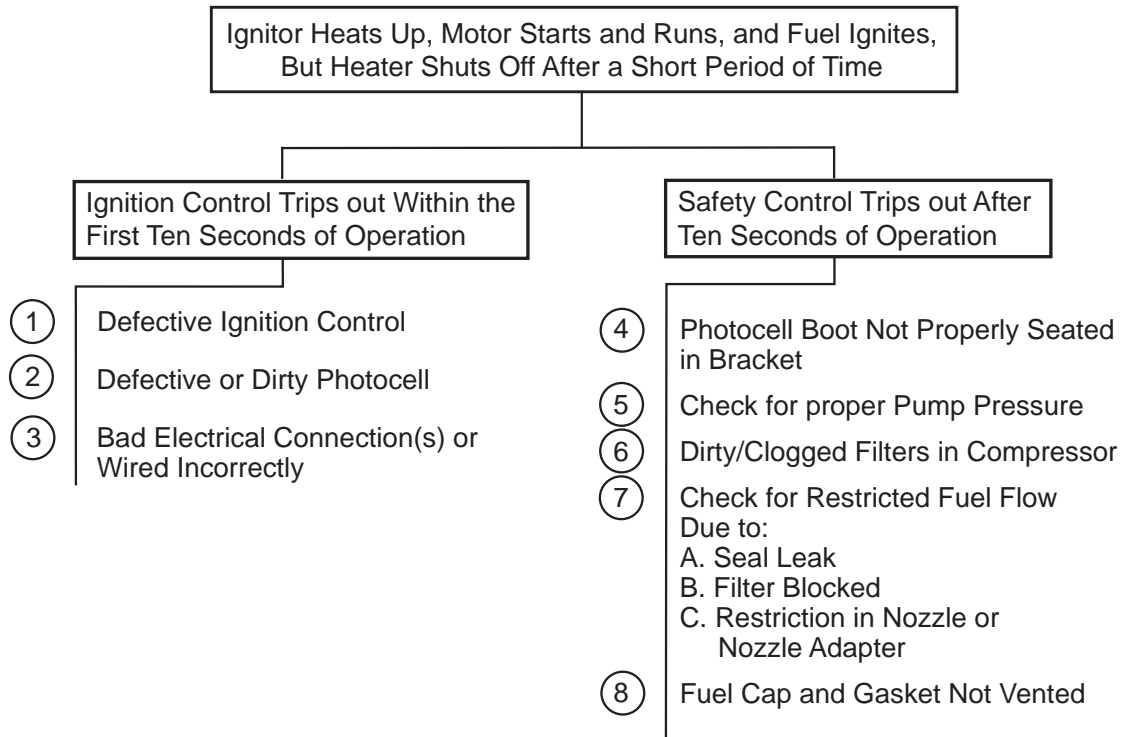 Ignitor Heats Up, Motor Starts and Runs, and Fuel Ignites,
But Heater Shuts Off After a Short Period of Time
Ignition Control Trips out Within the
First Ten Seconds of Operation
1 Defective Ignition Control
2 Defective or Dirty Photocell
3 Bad Electrical Connection(s) or
Wired Incorrectly
Safety Control Trips out After
Ten Seconds of Operation
4 Photocell Boot Not Properly Seated
in Bracket
5 Check for proper Pump Pressure
6 Dirty/Clogged Filters in Compressor
7 Check for Restricted Fuel Flow
Due to:
A. Seal Leak
B. Filter Blocked
C. Restriction in Nozzle or
Nozzle Adapter
8 Fuel Cap and Gasket Not Vented